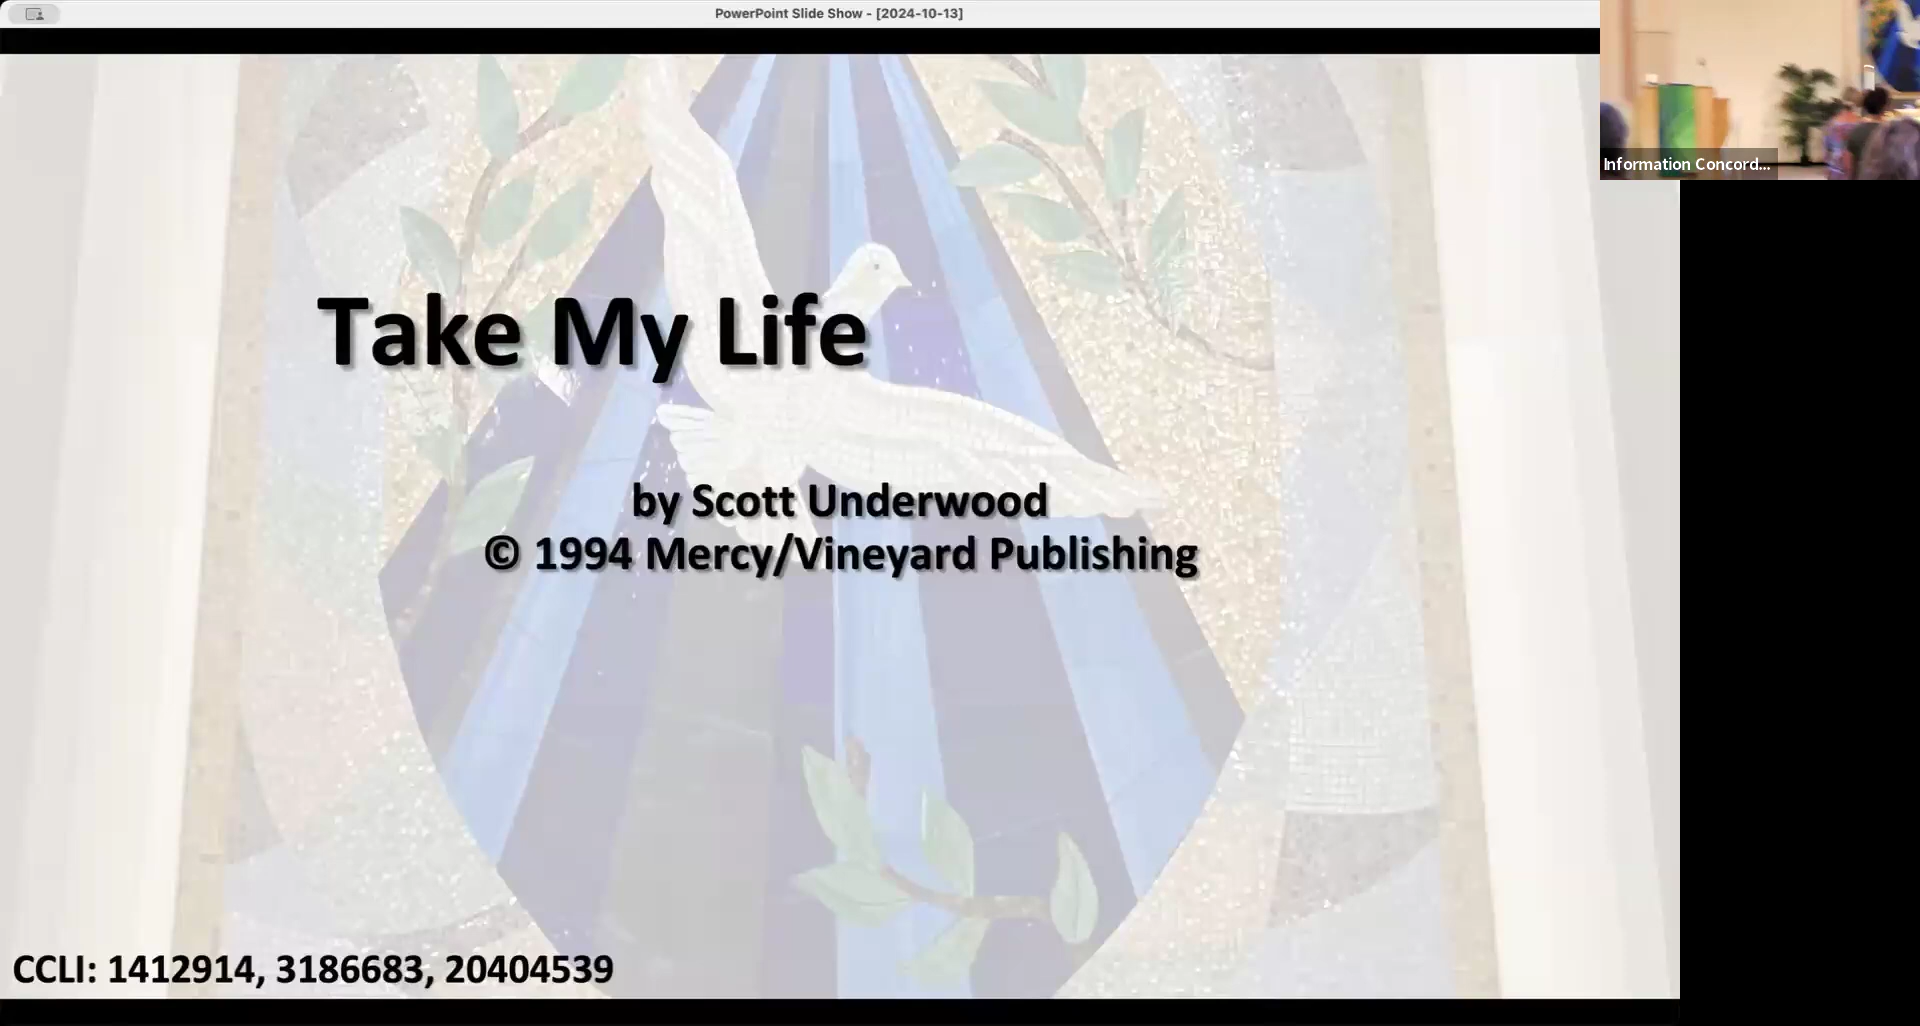 PowerPoint Slide Show - [2024-10-13]
Information Concord...
Take My Life
by Scott Underwood
© 1994 Mercy/Vineyard Publishing
CCLI: 1412914, 3186683, 20404539